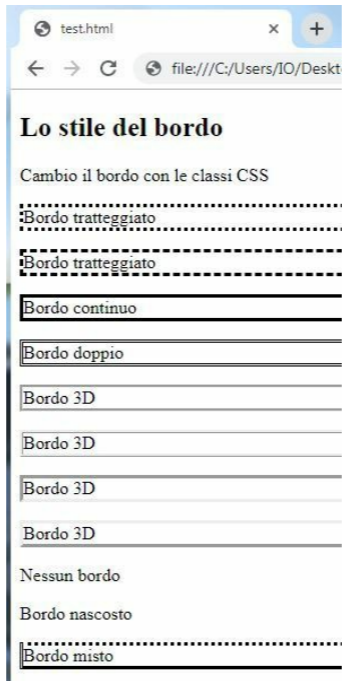 test.html
file:///C:/Users/IO/Deskt
Lo stile del bordo
Cambio il bordo con le classi CSS
Bordo tratteggiato
Bordo tratteggiato
Bordo continuo
Bordo doppio
Bordo 3D
Bordo 3D
Bordo 3D
Bordo 3D
Nessun bordo
Bordo nascosto
Bordo misto